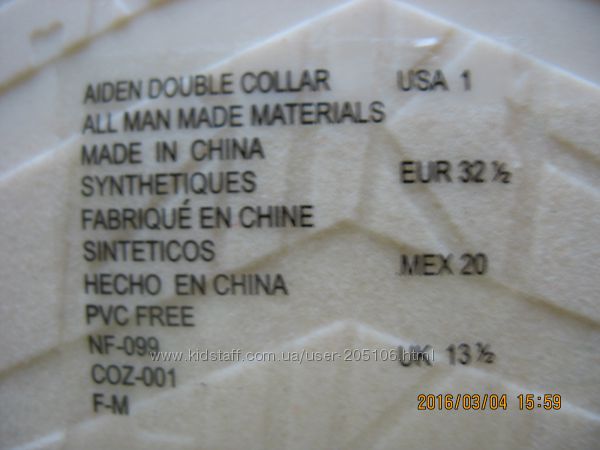 AIDEN DOUBLE COLLAR USA 1
ALL MAN MADE MATERIALS
MADE IN CHINA
SYNTHETIQUES EUR 32 ½
FABRIQUÉ EN CHINE
SINTETICOS MEX 20
HECHO EN CHINA
PVC FREE
NF-099 UK 13 ½
www.kidstaff.com.ua/user-205106.html
COZ-001
F-M
2016/03/04 15:59